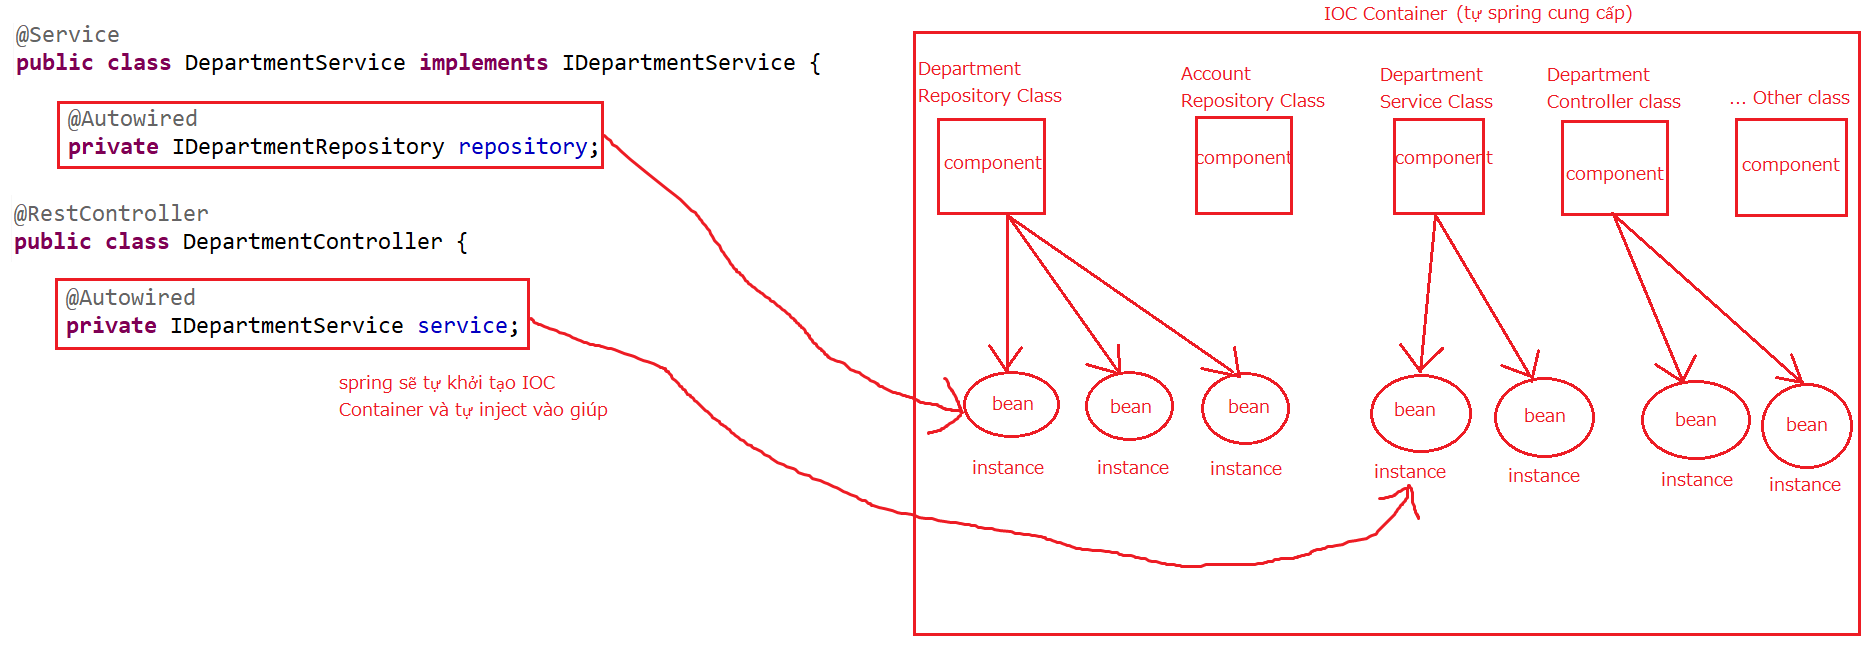 @Service
public class DepartmentService implements IDepartmentService {
@Autowired
private IDepartmentRepository repository;
@RestController
public class DepartmentController {
@Autowired
private IDepartmentService service;
spring sẽ tự khởi tạo IOC
Container và tự inject vào giúp
IOC Container (tự spring cung cấp)
Department
Repository Class
Account
Repository Class
Department
Service Class
Department
Controller class
... Other class
component
component
component
component
component
bean
bean
bean
bean
bean
bean
bean
instance
instance
instance
instance
instance
instance
instance